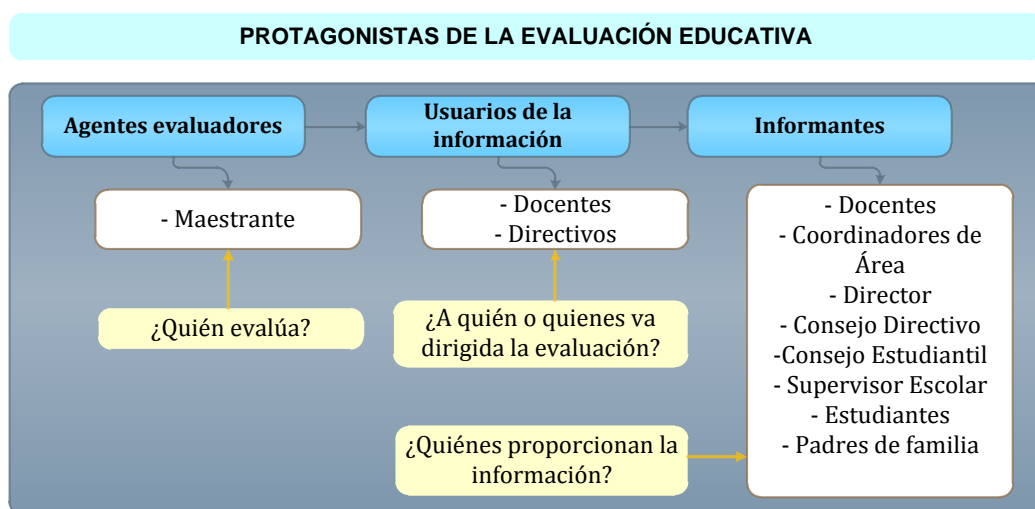 PROTAGONISTAS DE LA EVALUACIÓN EDUCATIVA
Agentes evaluadores
Usuarios de la
información
Informantes
- Maestrante
- Docentes
- Directivos
- Docentes
- Coordinadores de
Área
- Director
- Consejo Directivo
-Consejo Estudiantil
- Supervisor Escolar
- Estudiantes
- Padres de familia
¿Quién evalúa?
¿A quién o quienes va
dirigida la evaluación?
¿Quiénes proporcionan la
información?